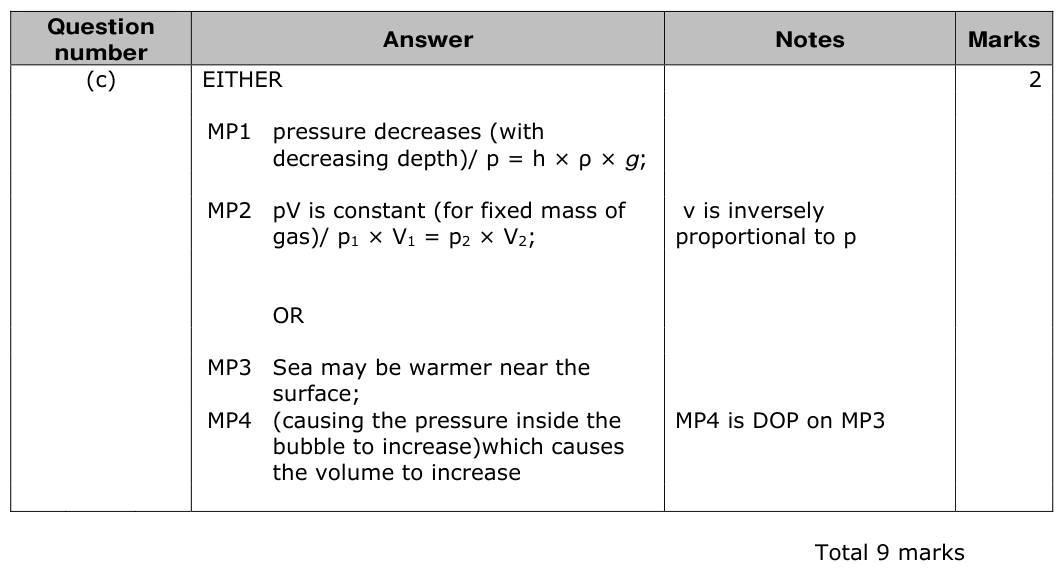 Question number Answer Notes Marks
(c) EITHER 2
MP1 pressure decreases (with
decreasing depth)/ p = h × ρ × g;
MP2 pV is constant (for fixed mass of v is inversely
gas)/ p₁ × V₁ = p₂ × V₂; proportional to p
OR
MP3 Sea may be warmer near the
surface;
MP4 (causing the pressure inside the MP4 is DOP on MP3
bubble to increase)which causes
the volume to increase
Total 9 marks